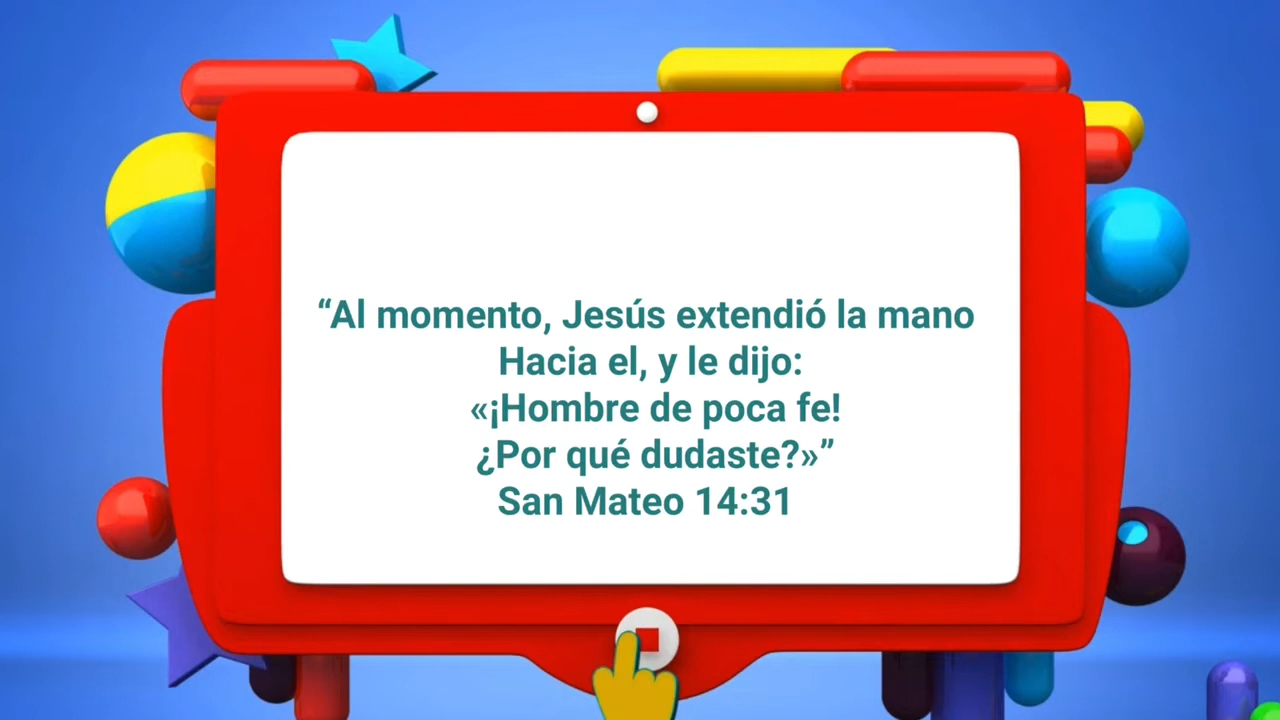 “Al momento, Jesús extendió la mano
Hacia el, y le dijo:
«¡Hombre de poca fe!
¿Por qué dudaste?»”
San Mateo 14:31